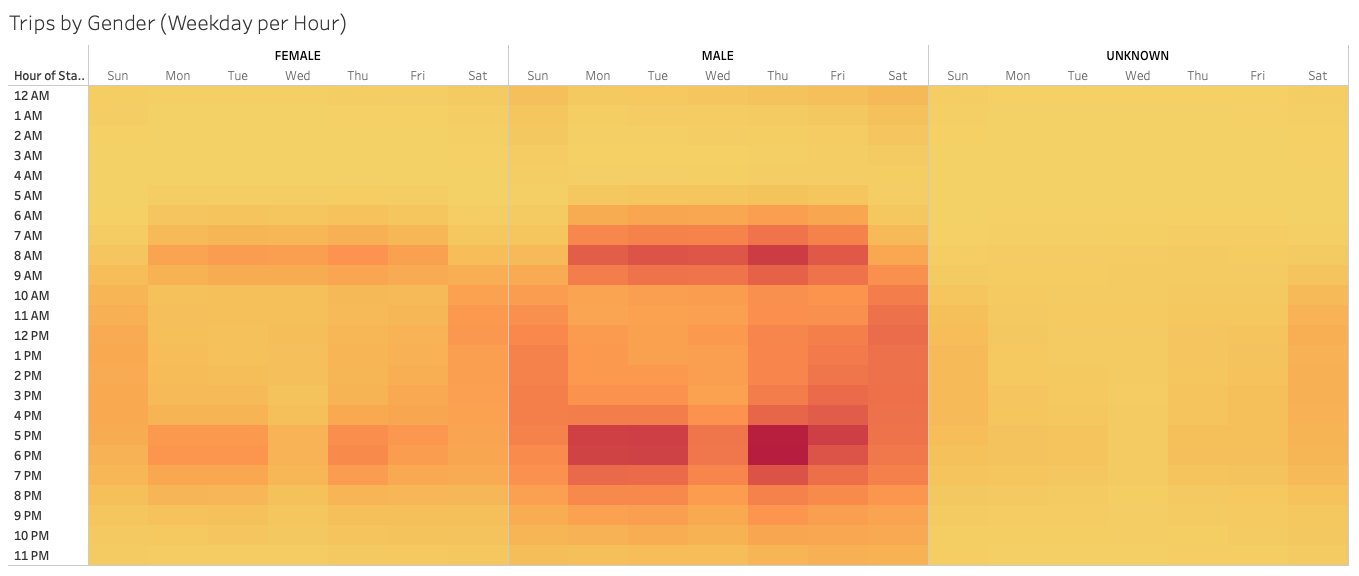 Trips by Gender (Weekday per Hour)
FEMALE MALE UNKNOWN
Hour of Sta.. Sun Mon Tue Wed Thu Fri Sat Sun Mon Tue Wed Thu Fri Sat Sun Mon Tue Wed Thu Fri Sat
12 AM
1 AM
2 AM
3 AM
4 AM
5 AM
6 AM
7 AM
8 AM
9 AM
10 AM
11 AM
12 PM
1 PM
2 PM
3 PM
4 PM
5 PM
6 PM
7 PM
8 PM
9 PM
10 PM
11 PM